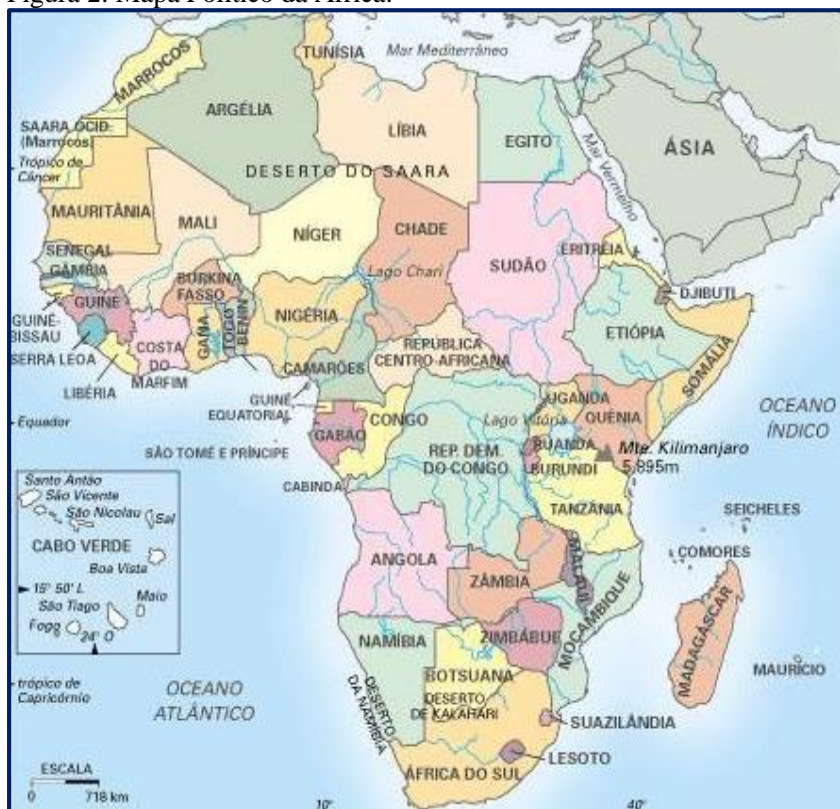 Figura 2. Mapa Político da África.
Mar Mediterrâneo
TUNÍSIA
MARROCOS
ARGÉLIA
LÍBIA
EGITO
ÁSIA
SAARA OCID.
(Marrocos)
Trópico de
Câncer
DESERTO DO SAARA
Mar Vermelho
MAURITÂNIA
MALI
NÍGER
CHADE
SUDÃO
ERITRÉIA
SENEGAL
GÂMBIA
Lago Chari
DJIBUTI
GUINÉ
BURKINA
FASSO
NIGÉRIA
ETIÓPIA
GUINÉ-
BISSAU
SERRA LEOA
COSTA
DO
MARFIM
GANA
TOGO
BENIN
CAMARÕES
REPÚBLICA
CENTRO-AFRICANA
SOMÁLIA
LIBÉRIA
GUINÉ
EQUATORIAL
UGANDA
QUÊNIA
OCEANO
ÍNDICO
Equador
CONGO
GABÃO
Lago Vitória
SÃO TOMÉ E PRÍNCIPE
REP. DEM.
DO CONGO
RUANDA
BURUNDI
Mte. Kilimanjaro
5.895m
CABINDA
TANZÂNIA
Santo Antão
São Vicente
São Nicolau
Sal
CABO VERDE
Boa Vista
15° 50' L
São Tiago
Maio
Fogo
24° O
SEICHELES
COMORES
ANGOLA
ZÂMBIA
MALAUI
MOÇAMBIQUE
ZIMBÁBUE
MADAGÁSCAR
MAURÍCIO
NAMÍBIA
BOTSUANA
trópico de
Capricórnio
OCEANO
ATLÂNTICO
DESERTO
DA NAMÍBIA
DESERTO
DE KALAHARI
SUAZILÂNDIA
LESOTO
ÁFRICA DO SUL
ESCALA
0 718 km
10°
40°